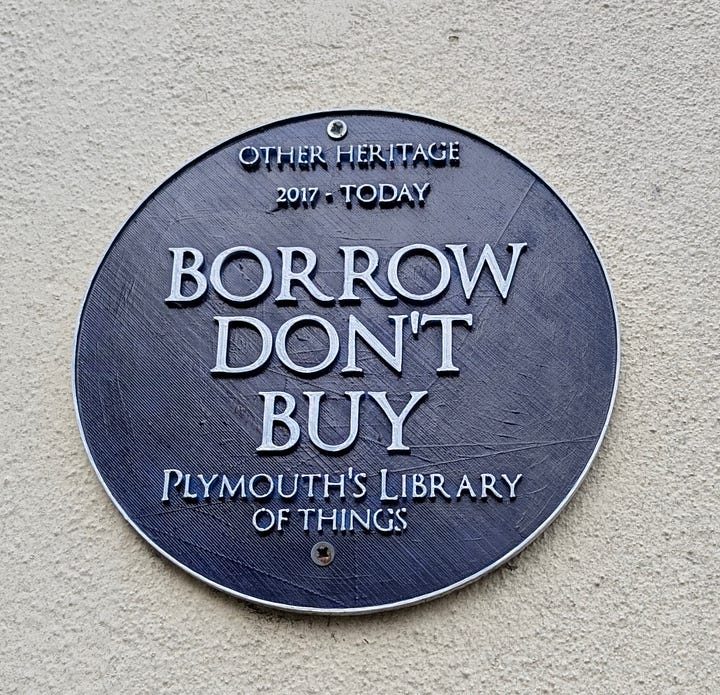 OTHER HERITAGE
2017 - TODAY
BORROW
DON'T
BUY
PLYMOUTH'S LIBRARY
OF THINGS